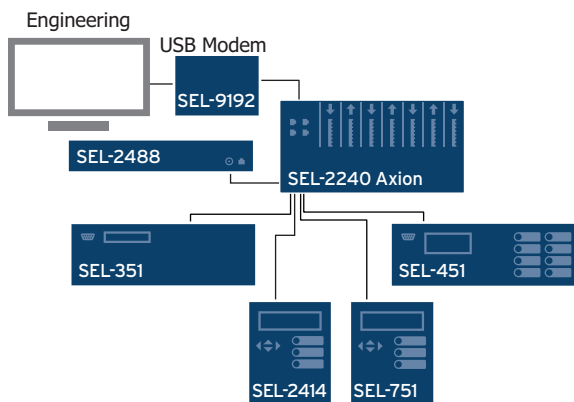 Engineering
USB Modem
SEL-9192
SEL-2488
SEL-2240 Axion
SEL-351
SEL-451
SEL-2414
SEL-751